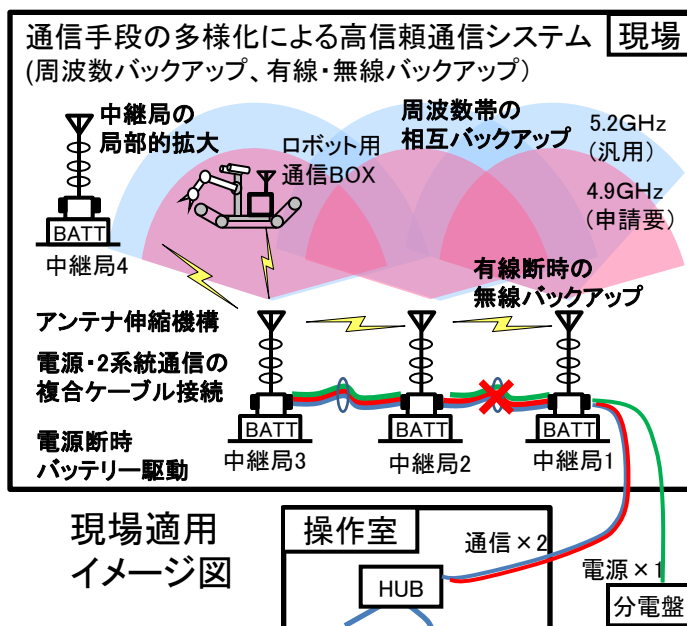 通信手段の多様化による高信頼通信システム
現場
(周波数バックアップ、有線・無線バックアップ)
中継局の
局部的拡大
ロボット用
通信BOX
周波数帯の
相互バックアップ
5.2GHz
(汎用)
4.9GHz
(申請要)
BATT
中継局4
有線断時の
無線バックアップ
アンテナ伸縮機構
電源・2系統通信の
複合ケーブル接続
電源断時
バッテリー駆動
BATT
中継局3
BATT
中継局2
BATT
中継局1
現場適用
イメージ図
操作室
通信×2
HUB
電源×1
分電盤